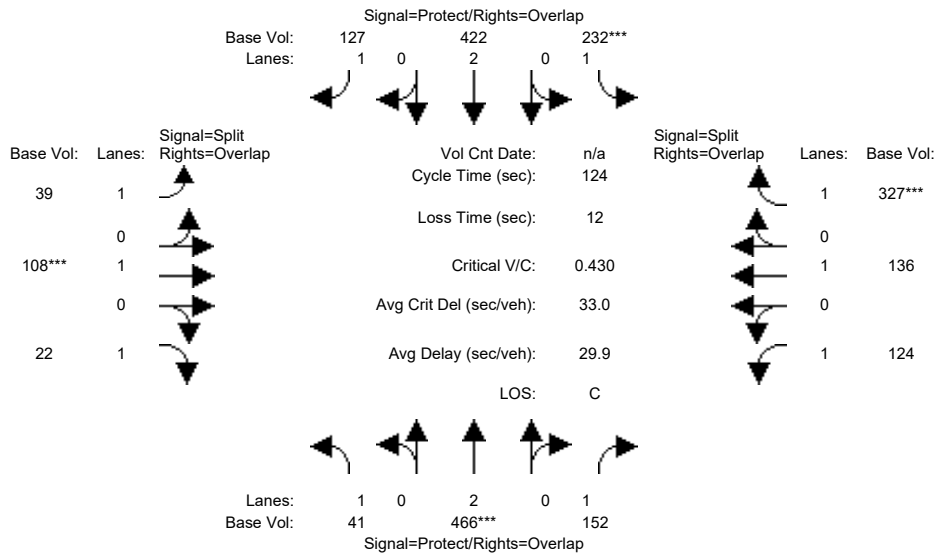 Signal=Protect/Rights=Overlap
Base Vol: 127 422 232***
Lanes: 1 0 2 0 1
Signal=Split
Rights=Overlap
Base Vol: Lanes:
39 1
0
108*** 1
0
22 1
Vol Cnt Date: n/a
Cycle Time (sec): 124
Loss Time (sec): 12
Critical V/C: 0.430
Avg Crit Del (sec/veh): 33.0
Avg Delay (sec/veh): 29.9
LOS: C
Signal=Split
Rights=Overlap
Lanes: Base Vol:
1 327***
0
1 136
0
1 124
Lanes: 1 0 2 0 1
Base Vol: 41 466*** 152
Signal=Protect/Rights=Overlap